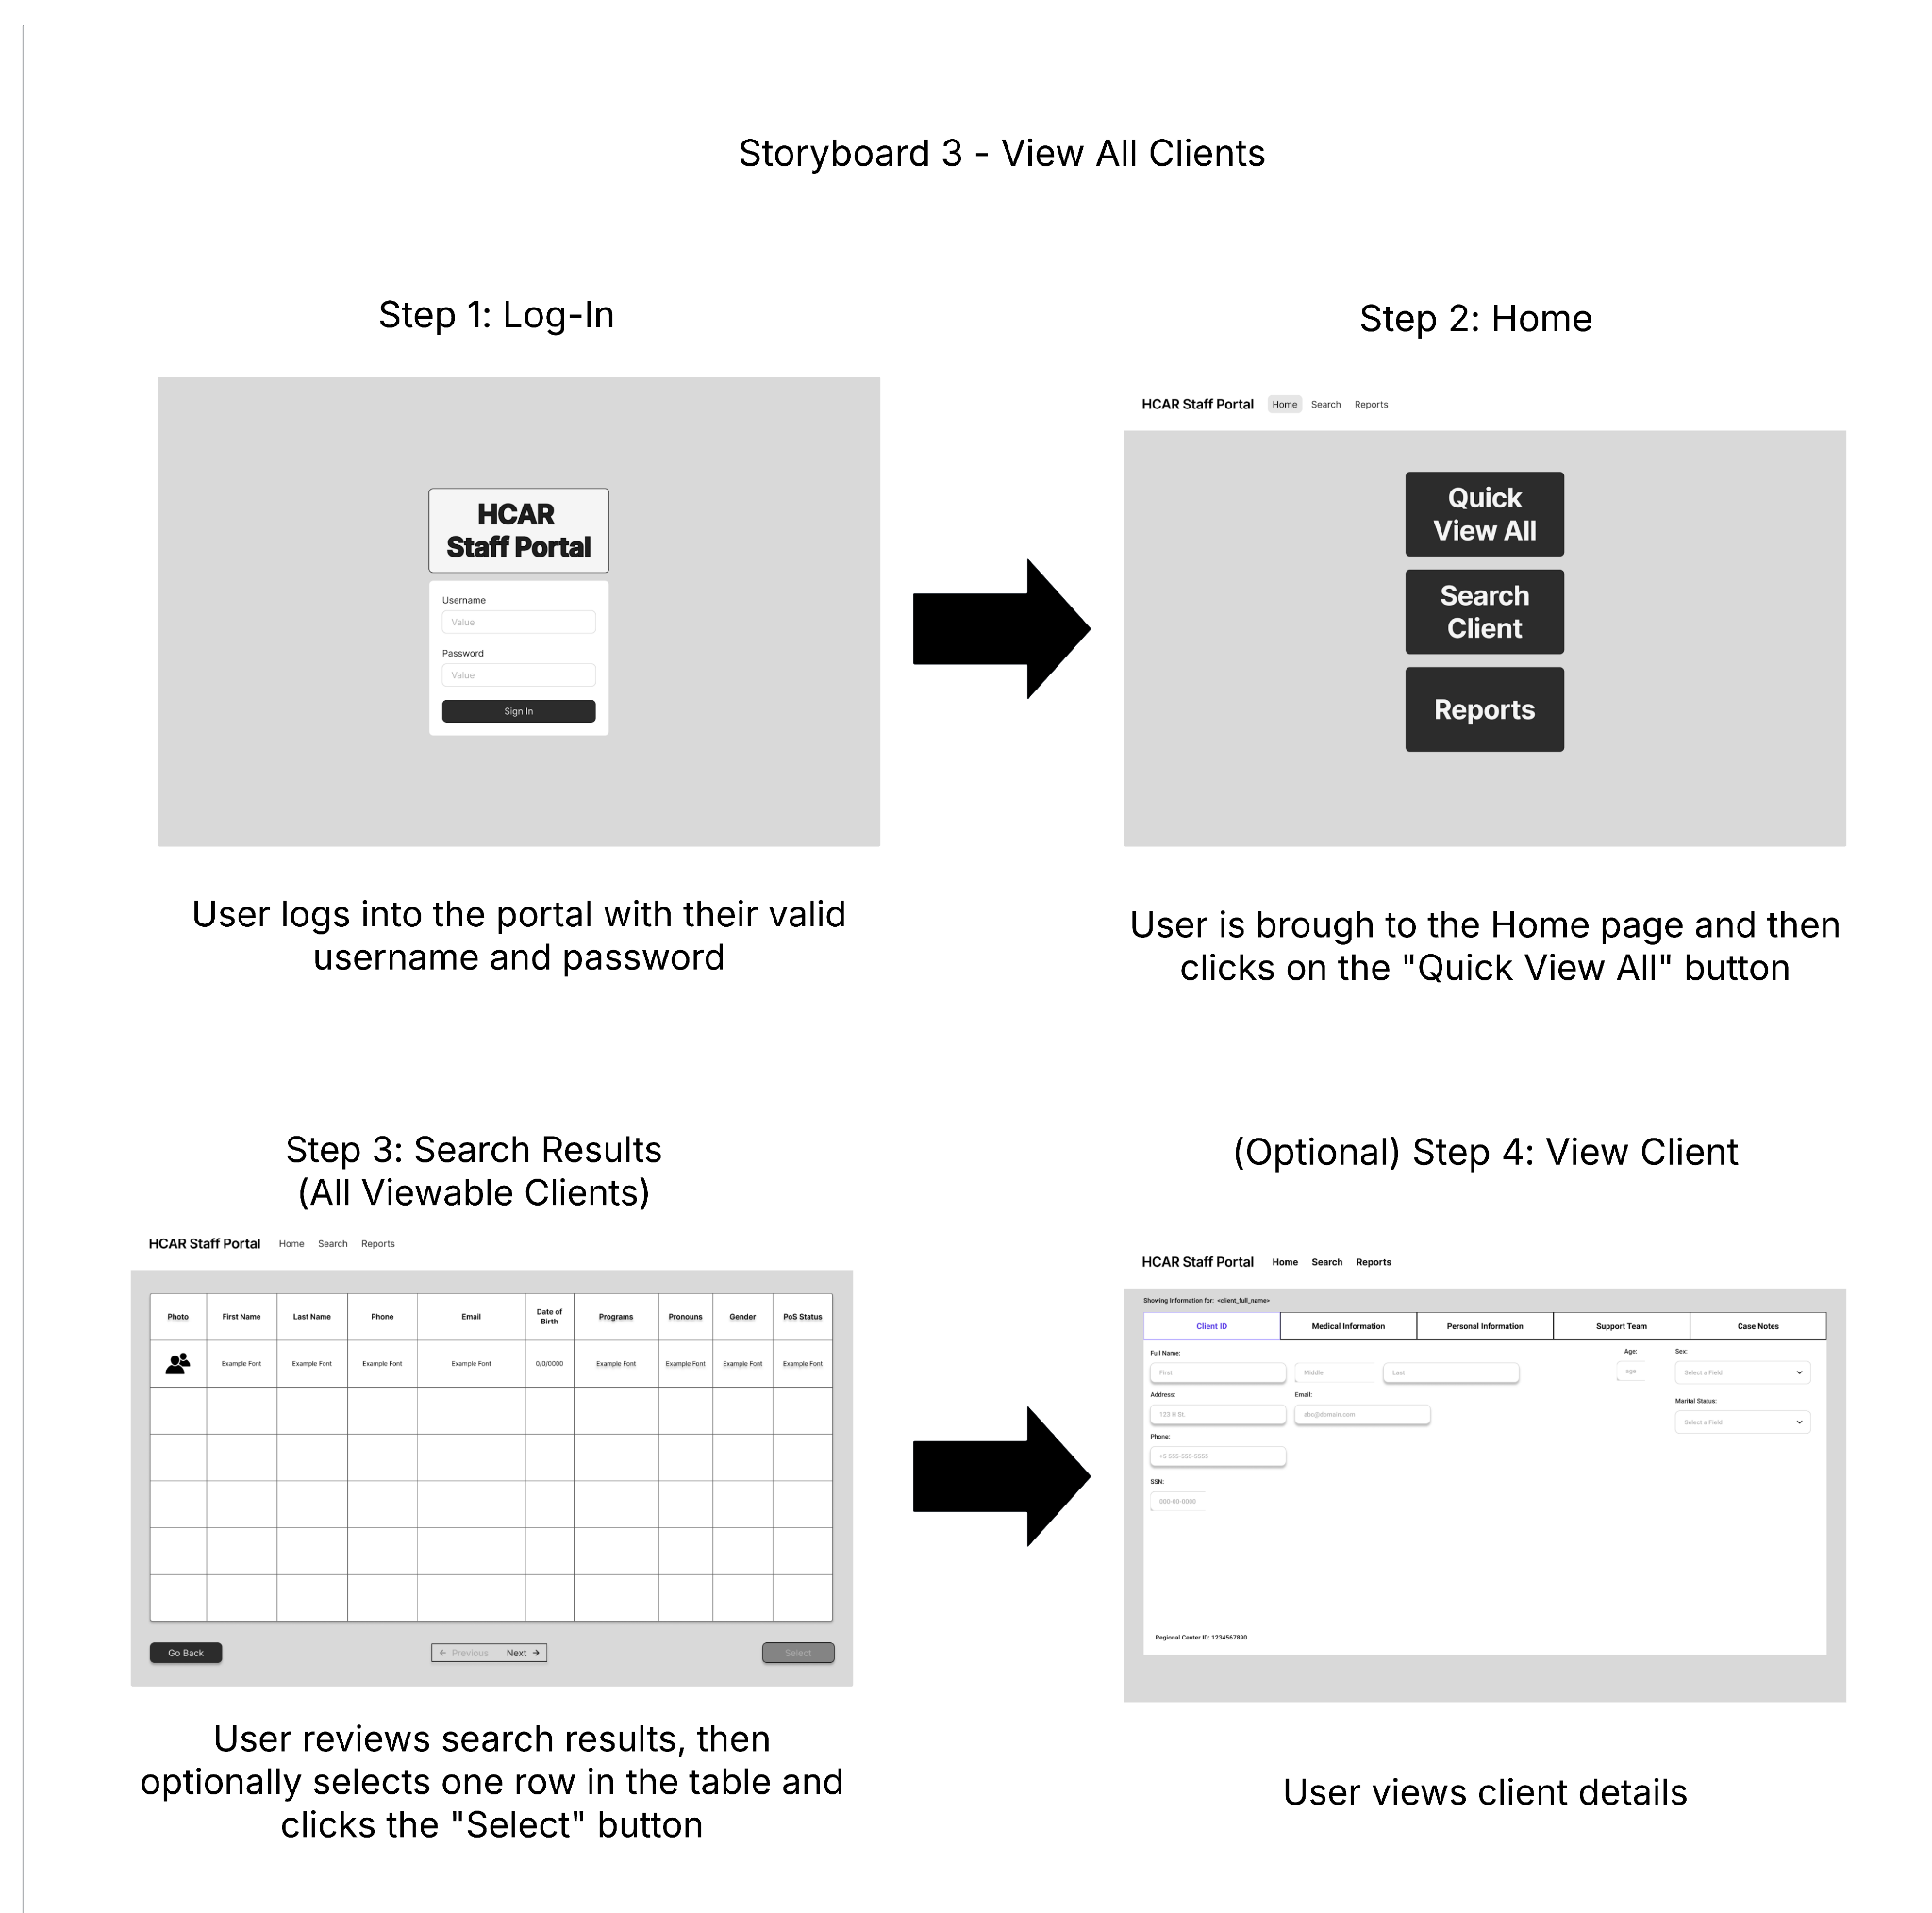 Storyboard 3 - View All Clients
Step 1: Log-In
HCAR
Staff Portal
Username
Value
Password
Value
Sign In
User logs into the portal with their valid
username and password
Step 2: Home
HCAR Staff Portal Home Search Reports
Quick
View All
Search
Client
Reports
User is brough to the Home page and then
clicks on the "Quick View All" button
Step 3: Search Results
(All Viewable Clients)
HCAR Staff Portal Home Search Reports
Photo First Name Last Name Phone Email Date of Birth Programs Pronouns Gender PoS Status
Example Font Example Font Example Font Example Font 0/0/0000 Example Font Example Font Example Font Example Font
Go Back ← Previous Next → Select
User reviews search results, then
optionally selects one row in the table and
clicks the "Select" button
(Optional) Step 4: View Client
HCAR Staff Portal Home Search Reports
Showing Information for: <client_full_name>
Client ID Medical Information Personal Information Support Team Case Notes
Full Name: Age: Sex:
First Middle Last age Select a Field
Address: Email: Marital Status:
123 H St. abc@domain.com Select a Field
Phone:
+5 555-555-5555
SSN:
000-00-0000
Regional Center ID: 1234567890
User views client details